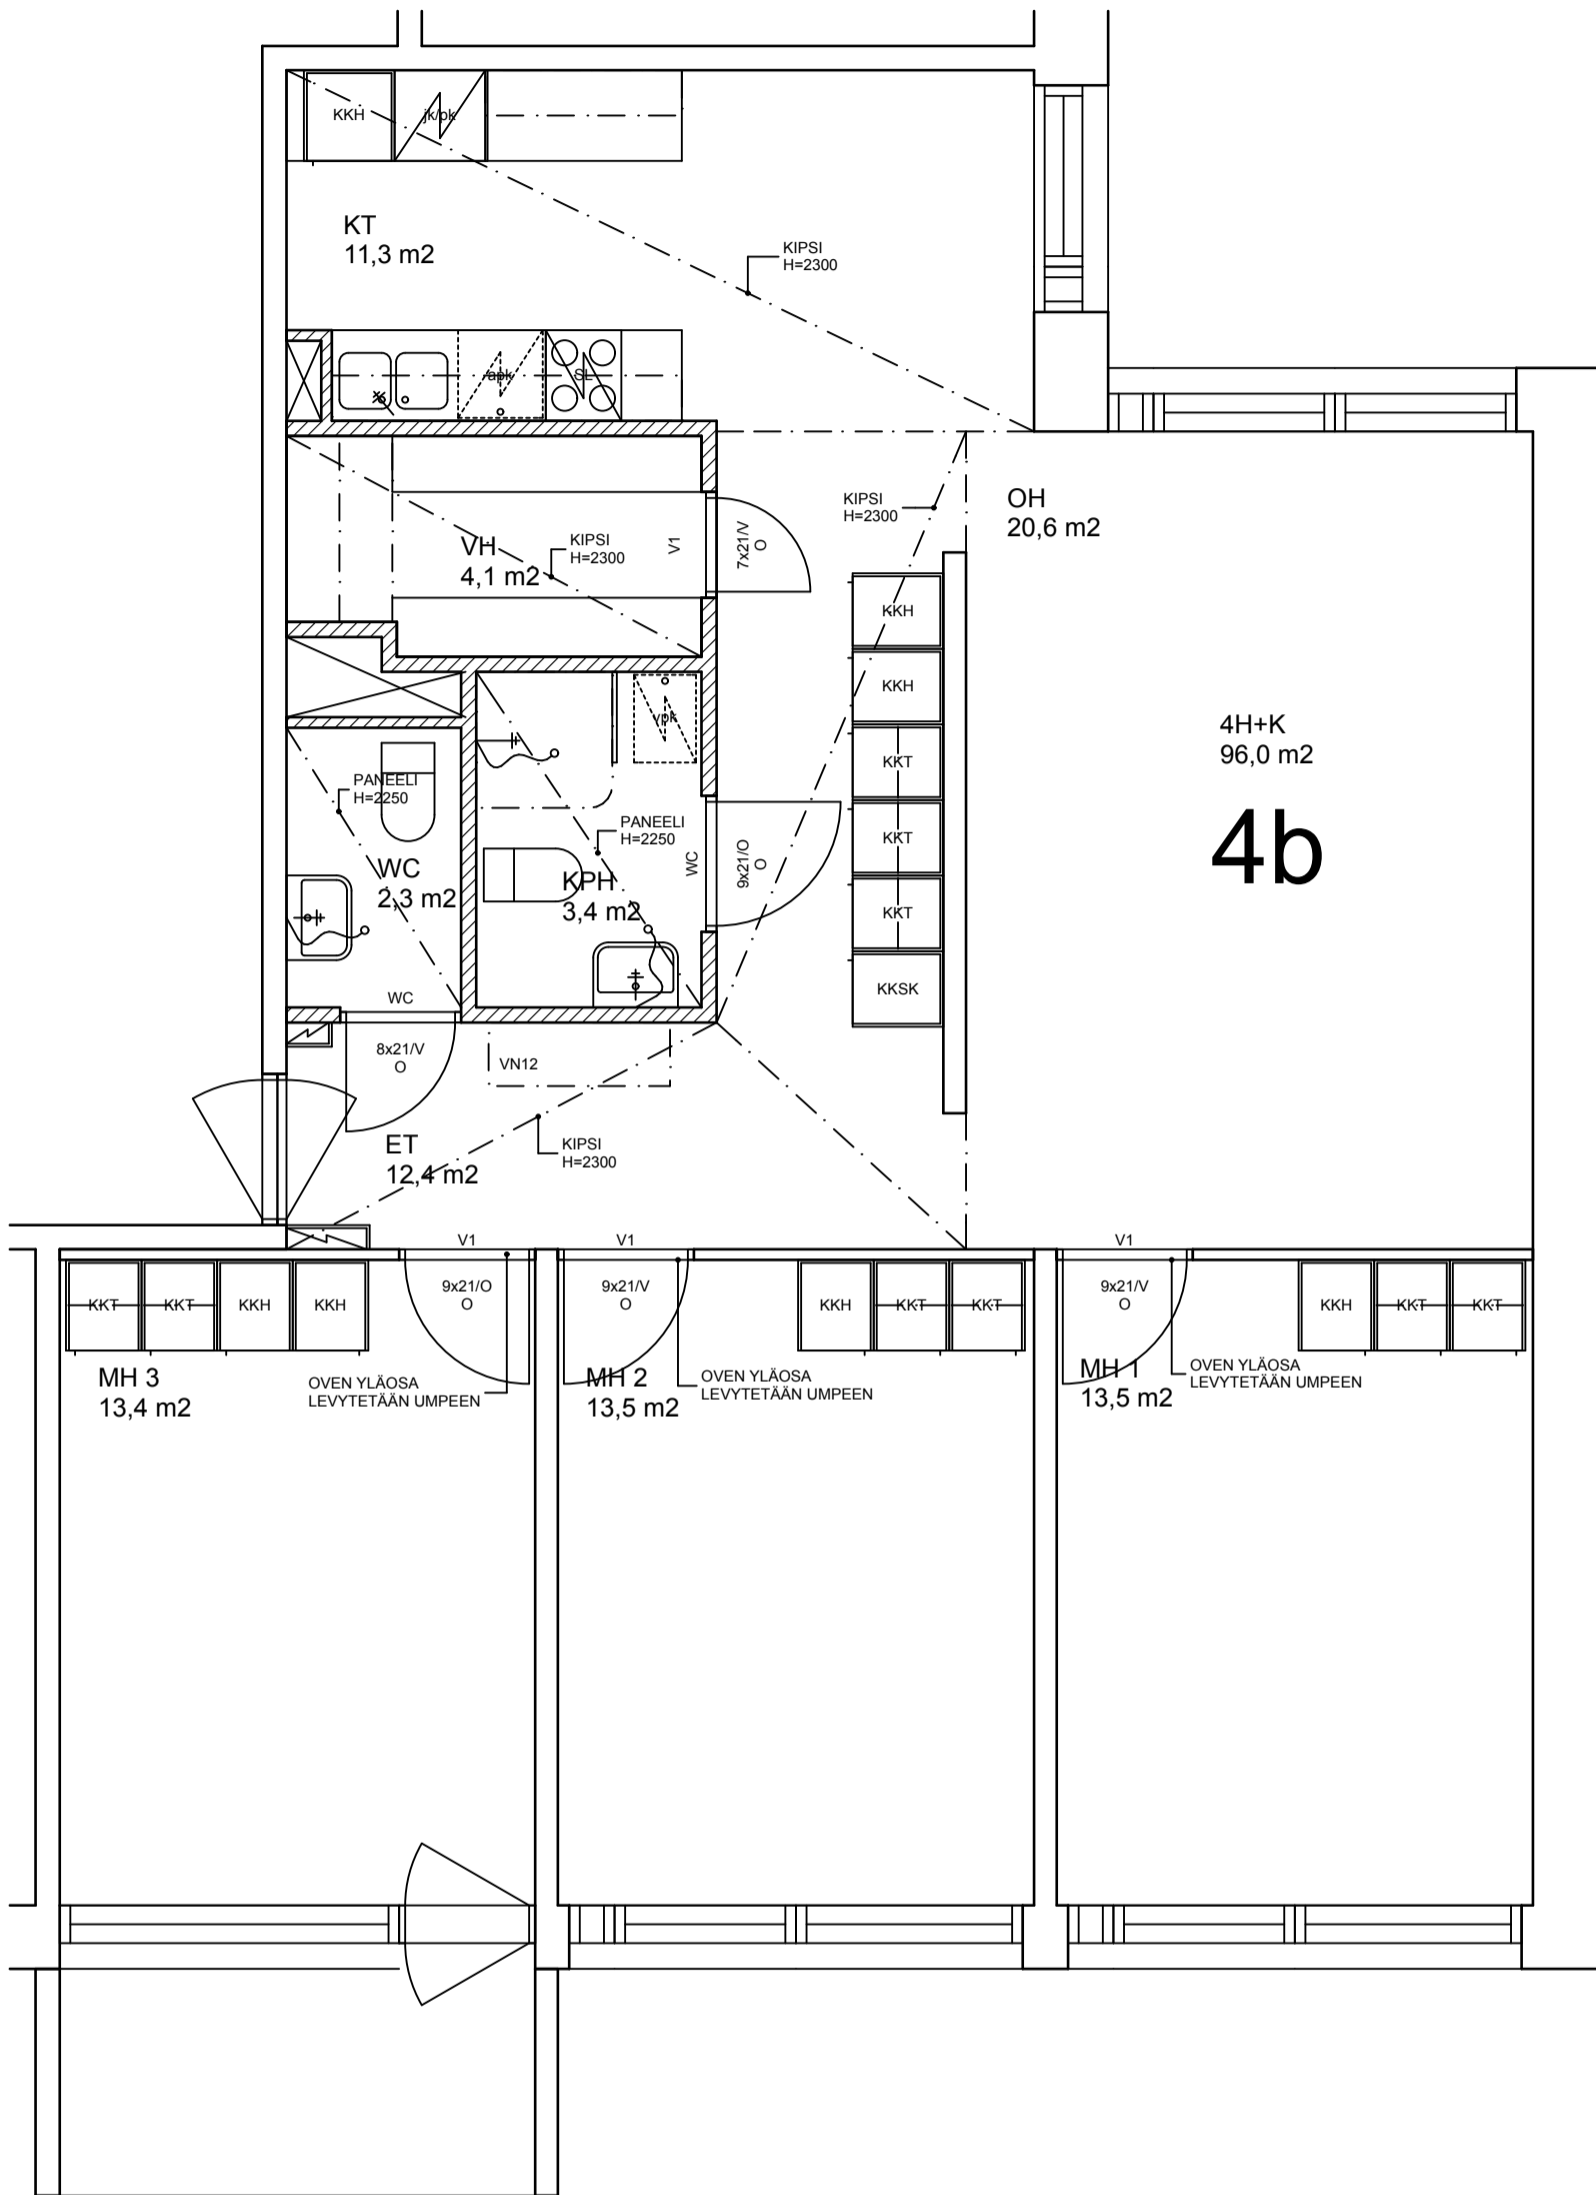 KKH
jk/pk
KT
11,3 m2
KIPSI
H=2300
apk
SL
KIPSI
H=2300
OH
20,6 m2
VH
4,1 m2
KIPSI
H=2300
V1
7x21/V
O
KKH
KKH
KKT
KKT
KKT
KKSK
4H+K
96,0 m2
4b
vpk
PANEELI
H=2250
PANEELI
H=2250
WC
2,3 m2
KPH
3,4 m2
WC
9x21/O
O
WC
8x21/V
O
VN12
ET
12,4 m2
KIPSI
H=2300
V1
V1
V1
9x21/O
O
9x21/V
O
9x21/V
O
KKT
KKT
KKH
KKH
KKH
KKT
KKT
KKH
KKT
KKT
MH 3
13,4 m2
OVEN YLÄOSA
LEVYTETÄÄN UMPEEN
MH 2
13,5 m2
OVEN YLÄOSA
LEVYTETÄÄN UMPEEN
MH 1
13,5 m2
OVEN YLÄOSA
LEVYTETÄÄN UMPEEN